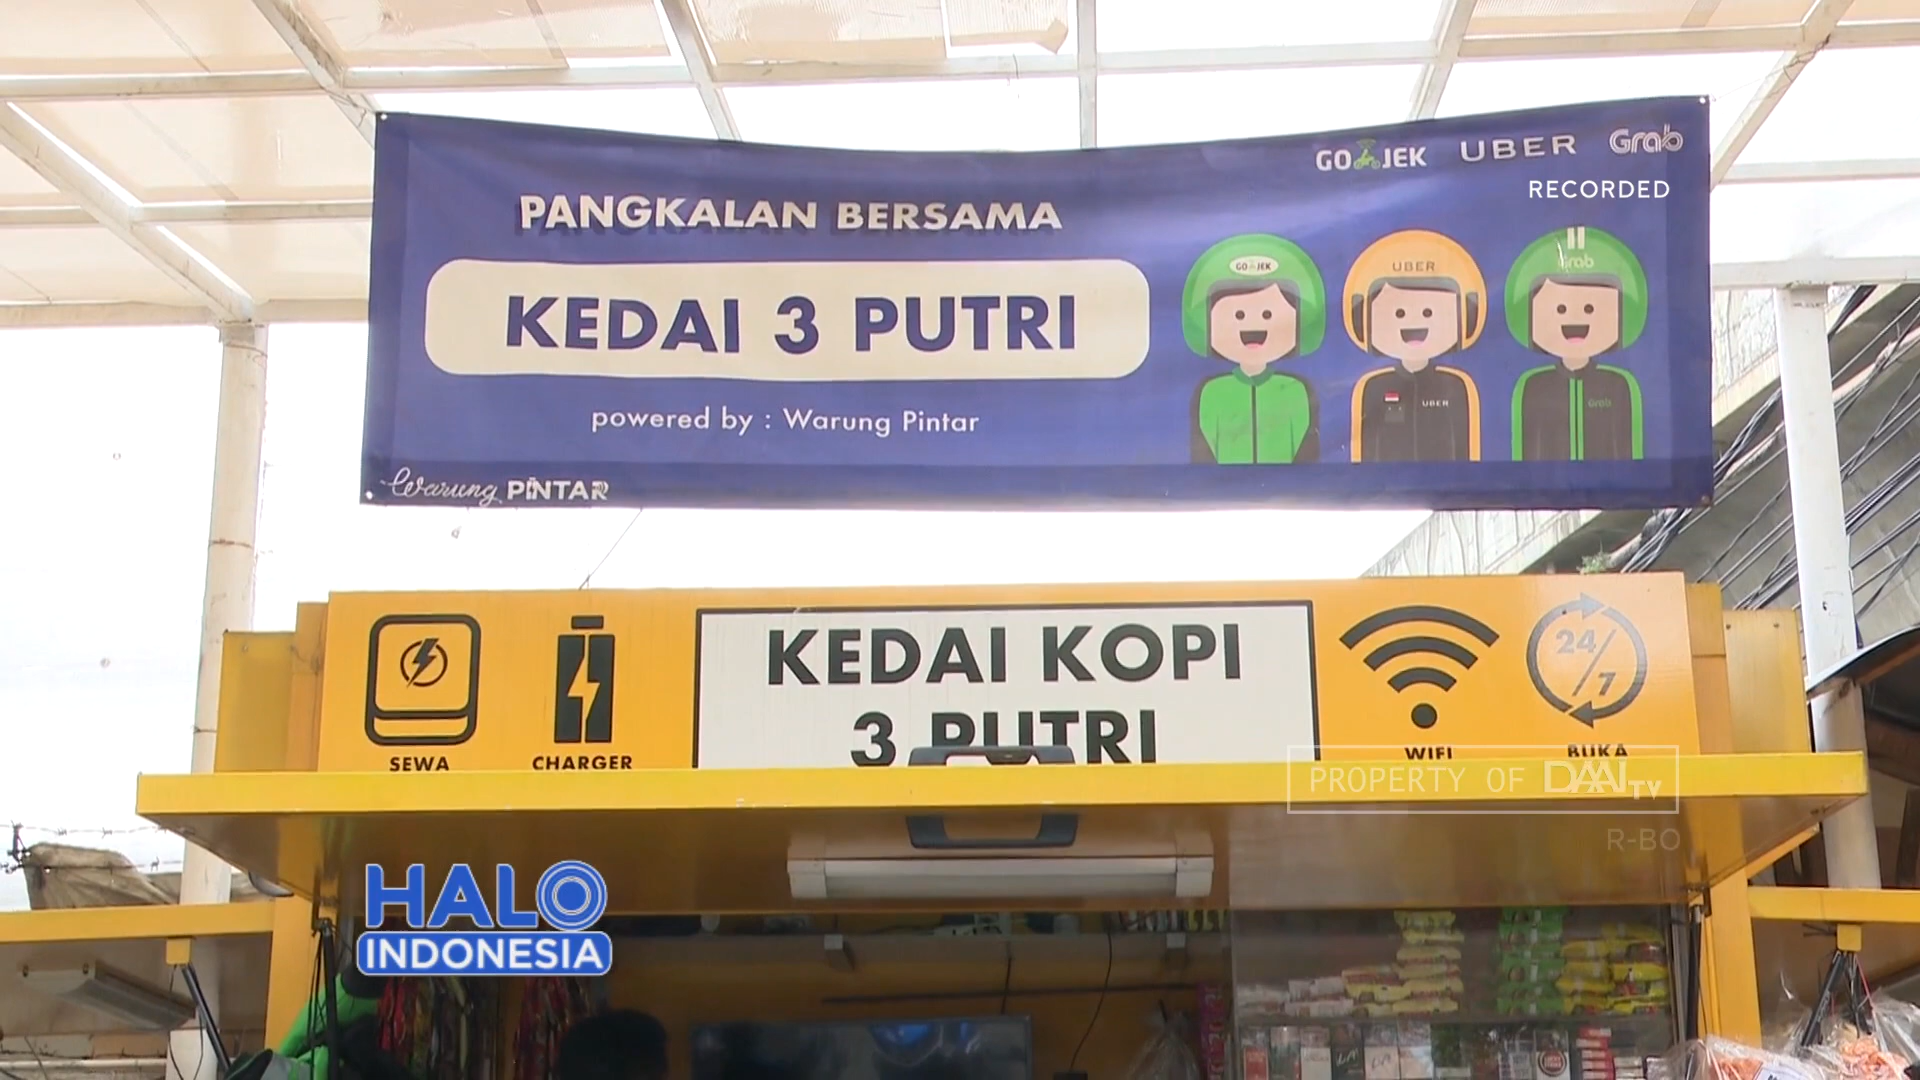 GO JEK UBER Grab
RECORDED
PANGKALAN BERSAMA
KEDAI 3 PUTRI
powered by : Warung Pintar
Warung PINTAR
GO JEK
UBER
Grab
UBER
Grab
KEDAI KOPI
3 PUTRI
24/7
SEWA
CHARGER
WIFI
BUKA
PROPERTY OF DAAI TV
R-BO
HALO
INDONESIA